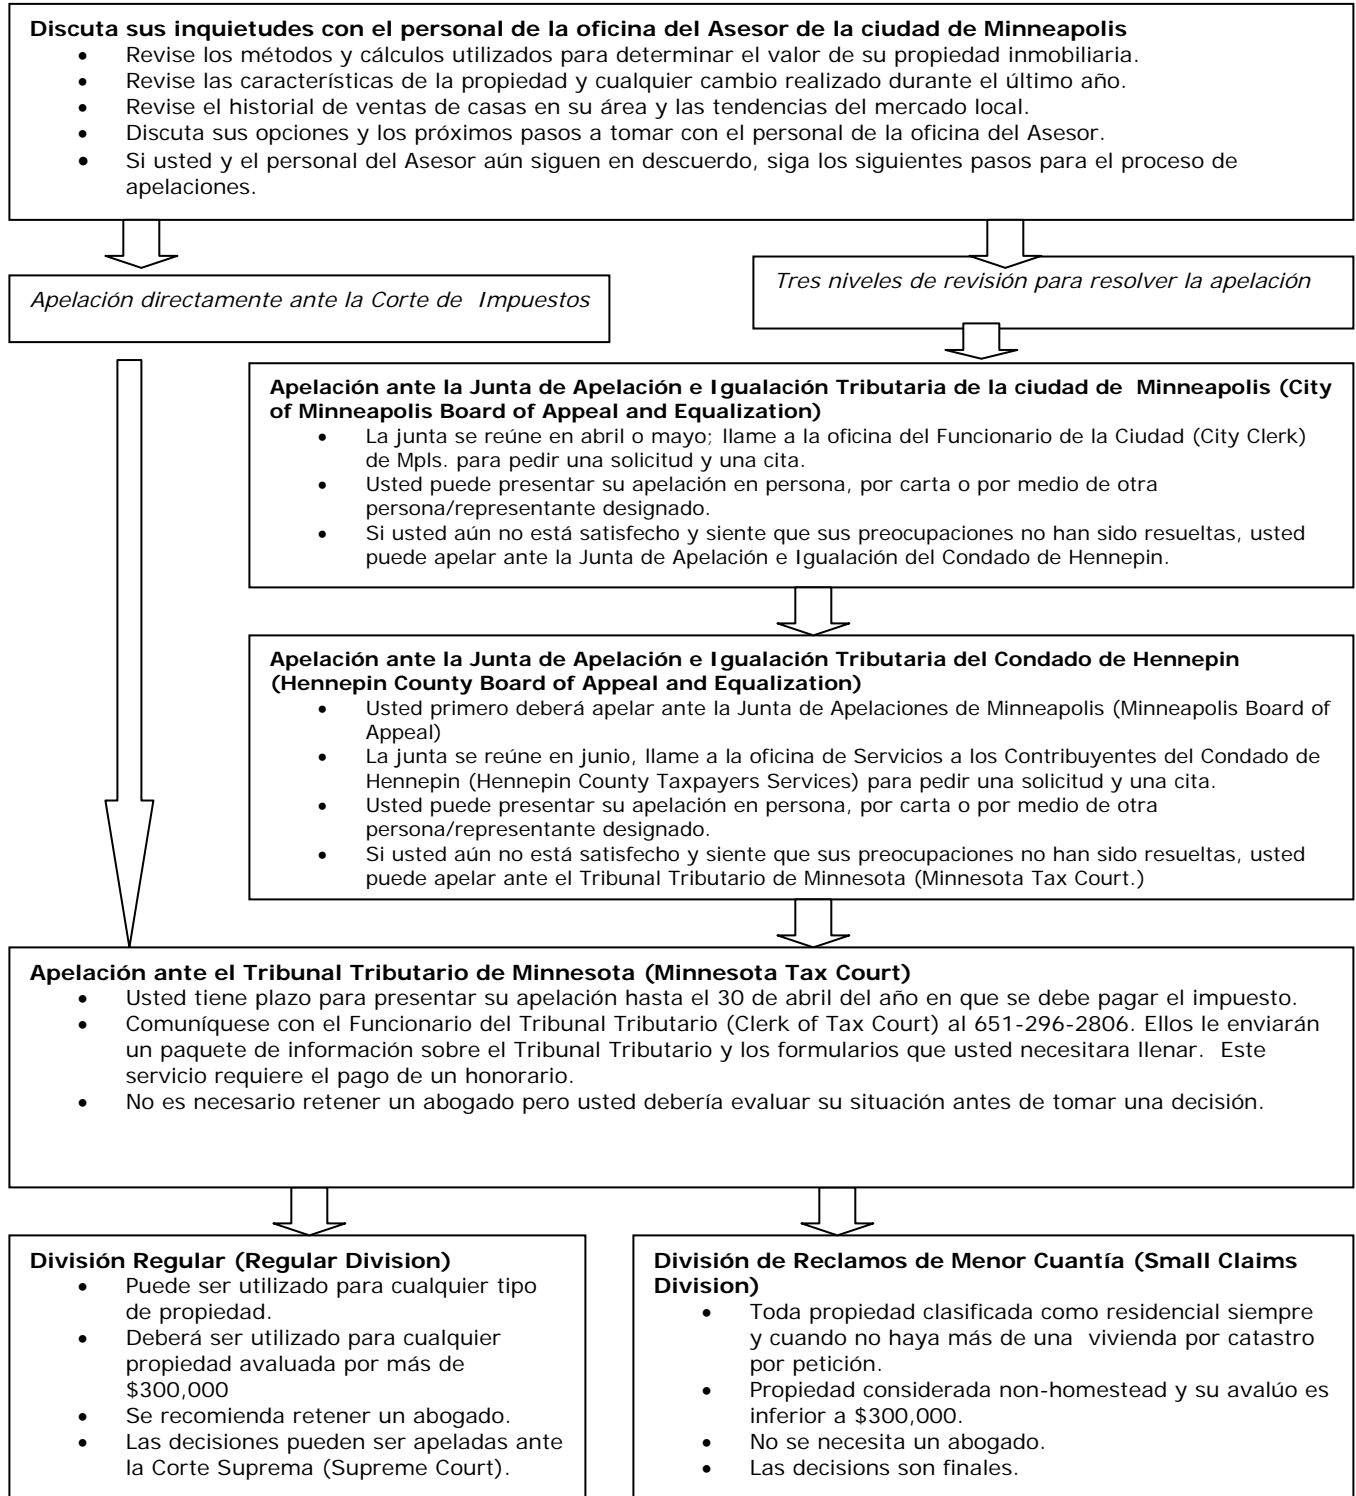 Discuta sus inquietudes con el personal de la oficina del Asesor de la ciudad de Minneapolis
• Revise los métodos y cálculos utilizados para determinar el valor de su propiedad inmobiliaria.
• Revise las características de la propiedad y cualquier cambio realizado durante el último año.
• Revise el historial de ventas de casas en su área y las tendencias del mercado local.
• Discuta sus opciones y los próximos pasos a tomar con el personal de la oficina del Asesor.
• Si usted y el personal del Asesor aún siguen en descuerdo, siga los siguientes pasos para el proceso de
apelaciones.
Apelación directamente ante la Corte de Impuestos
Tres niveles de revisión para resolver la apelación
Apelación ante la Junta de Apelación e Igualación Tributaria de la ciudad de Minneapolis (City
of Minneapolis Board of Appeal and Equalization)
• La junta se reúne en abril o mayo; llame a la oficina del Funcionario de la Ciudad (City Clerk)
de Mpls. para pedir una solicitud y una cita.
• Usted puede presentar su apelación en persona, por carta o por medio de otra
persona/representante designado.
• Si usted aún no está satisfecho y siente que sus preocupaciones no han sido resueltas, usted
puede apelar ante la Junta de Apelación e Igualación del Condado de Hennepin.
Apelación ante la Junta de Apelación e Igualación Tributaria del Condado de Hennepin
(Hennepin County Board of Appeal and Equalization)
• Usted primero deberá apelar ante la Junta de Apelaciones de Minneapolis (Minneapolis Board of
Appeal)
• La junta se reúne en junio, llame a la oficina de Servicios a los Contribuyentes del Condado de
Hennepin (Hennepin County Taxpayers Services) para pedir una solicitud y una cita.
• Usted puede presentar su apelación en persona, por carta o por medio de otra
persona/representante designado.
• Si usted aún no está satisfecho y siente que sus preocupaciones no han sido resueltas, usted
puede apelar ante el Tribunal Tributario de Minnesota (Minnesota Tax Court.)
Apelación ante el Tribunal Tributario de Minnesota (Minnesota Tax Court)
• Usted tiene plazo para presentar su apelación hasta el 30 de abril del año en que se debe pagar el impuesto.
• Comuníquese con el Funcionario del Tribunal Tributario (Clerk of Tax Court) al 651-296-2806. Ellos le enviarán
un paquete de información sobre el Tribunal Tributario y los formularios que usted necesitara llenar. Este
servicio requiere el pago de un honorario.
• No es necesario retener un abogado pero usted debería evaluar su situación antes de tomar una decisión.
División Regular (Regular Division)
• Puede ser utilizado para cualquier tipo
de propiedad.
• Deberá ser utilizado para cualquier
propiedad avaluada por más de
$300,000
• Se recomienda retener un abogado.
• Las decisiones pueden ser apeladas ante
la Corte Suprema (Supreme Court).
División de Reclamos de Menor Cuantía (Small Claims
Division)
• Toda propiedad clasificada como residencial siempre
y cuando no haya más de una vivienda por catastro
por petición.
• Propiedad considerada non-homestead y su avalúo es
inferior a $300,000.
• No se necesita un abogado.
• Las decisions son finales.